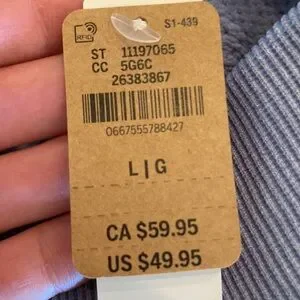 RFID
S1-439
ST 11197065
CC 5G6C
26383867
0667555788427
L|G
CA $59.95
US $49.95